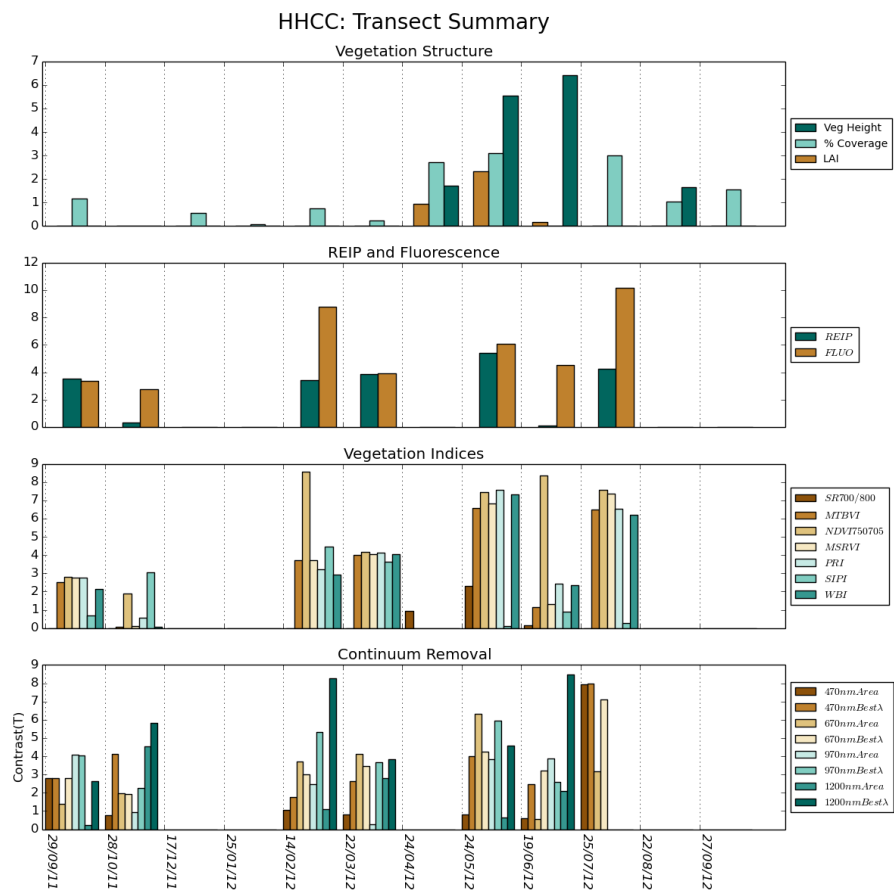 HHCC: Transect Summary
Vegetation Structure
7
6
5
4
3
2
1
0
Veg Height
% Coverage
LAI
REIP and Fluorescence
12
10
8
6
4
2
0
REIP
FLUO
Vegetation Indices
9
8
7
6
5
4
3
2
1
0
SR700/800
MTBVI
NDVI750705
MSRVI
PRI
SIPI
WBI
Continuum Removal
Contrast(T)
9
8
7
6
5
4
3
2
1
0
470nmArea
470nmBestλ
670nmArea
670nmBestλ
970nmArea
970nmBestλ
1200nmArea
1200nmBestλ
29/09/11
28/10/11
17/12/11
25/01/12
14/02/12
22/03/12
24/04/12
24/05/12
19/06/12
25/07/12
22/08/12
27/09/12